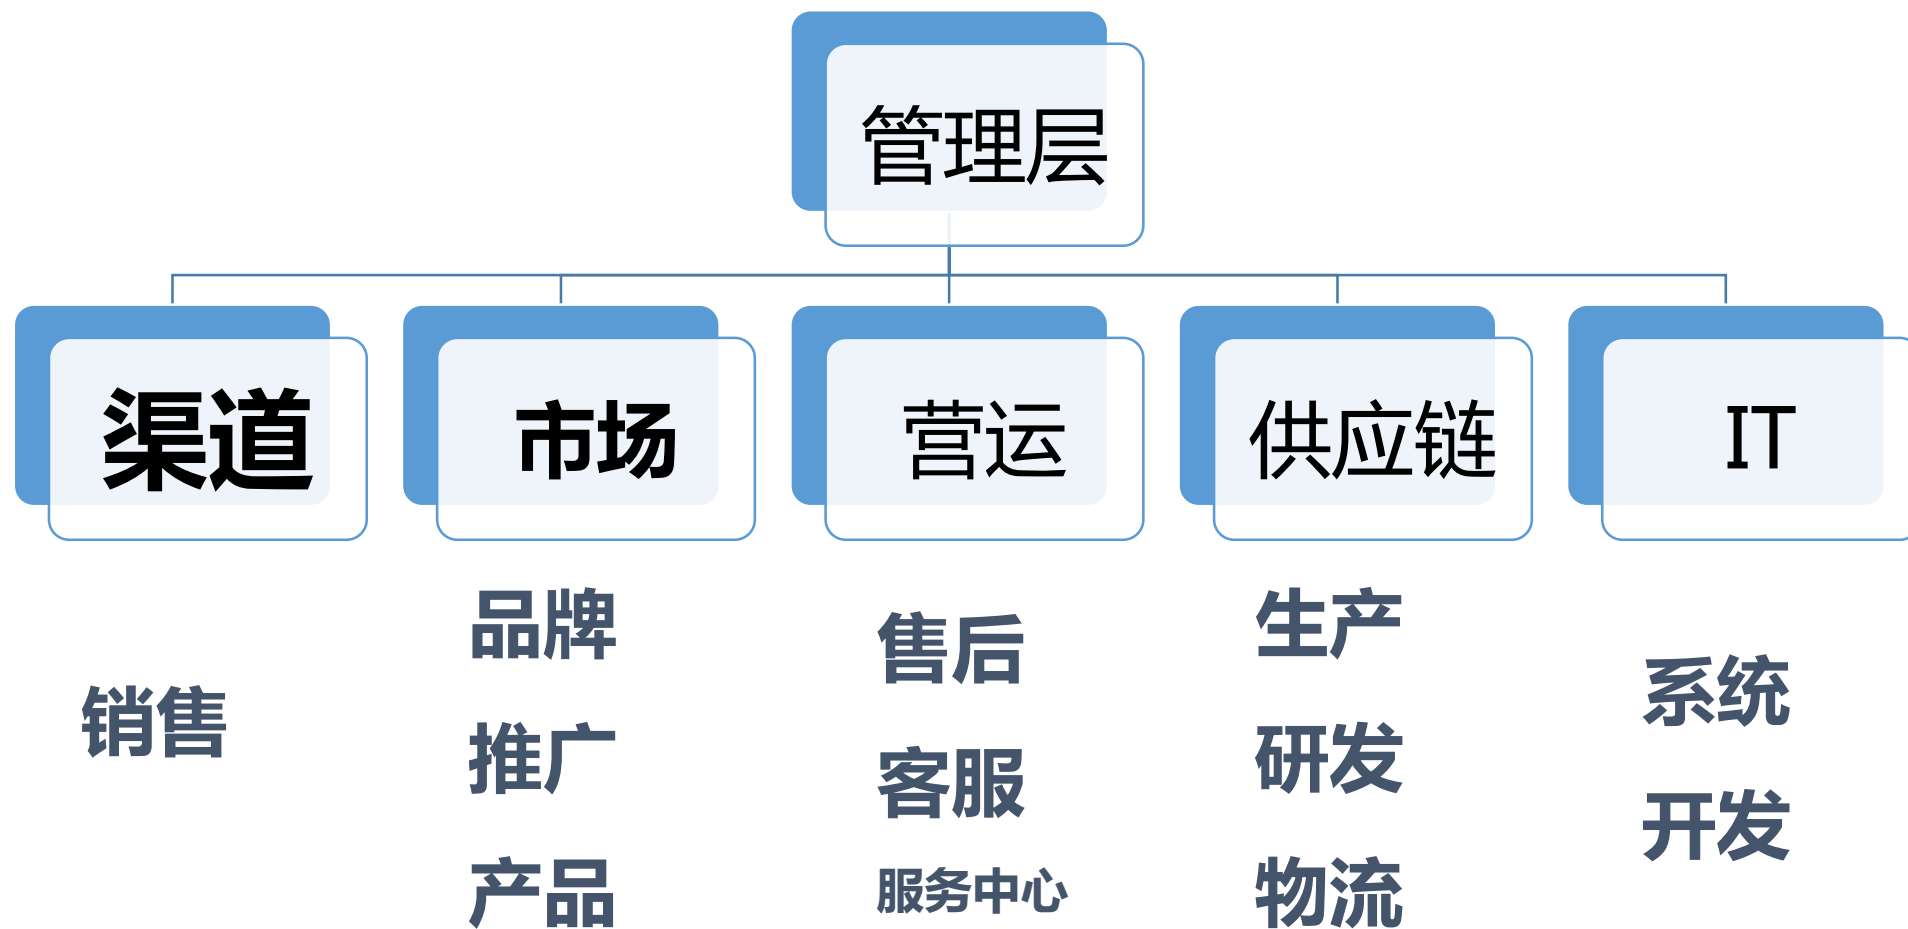 管理层
渠道
市场
营运
供应链
IT
销售
品牌
推广
产品
售后
客服
服务中心
生产
研发
物流
系统
开发